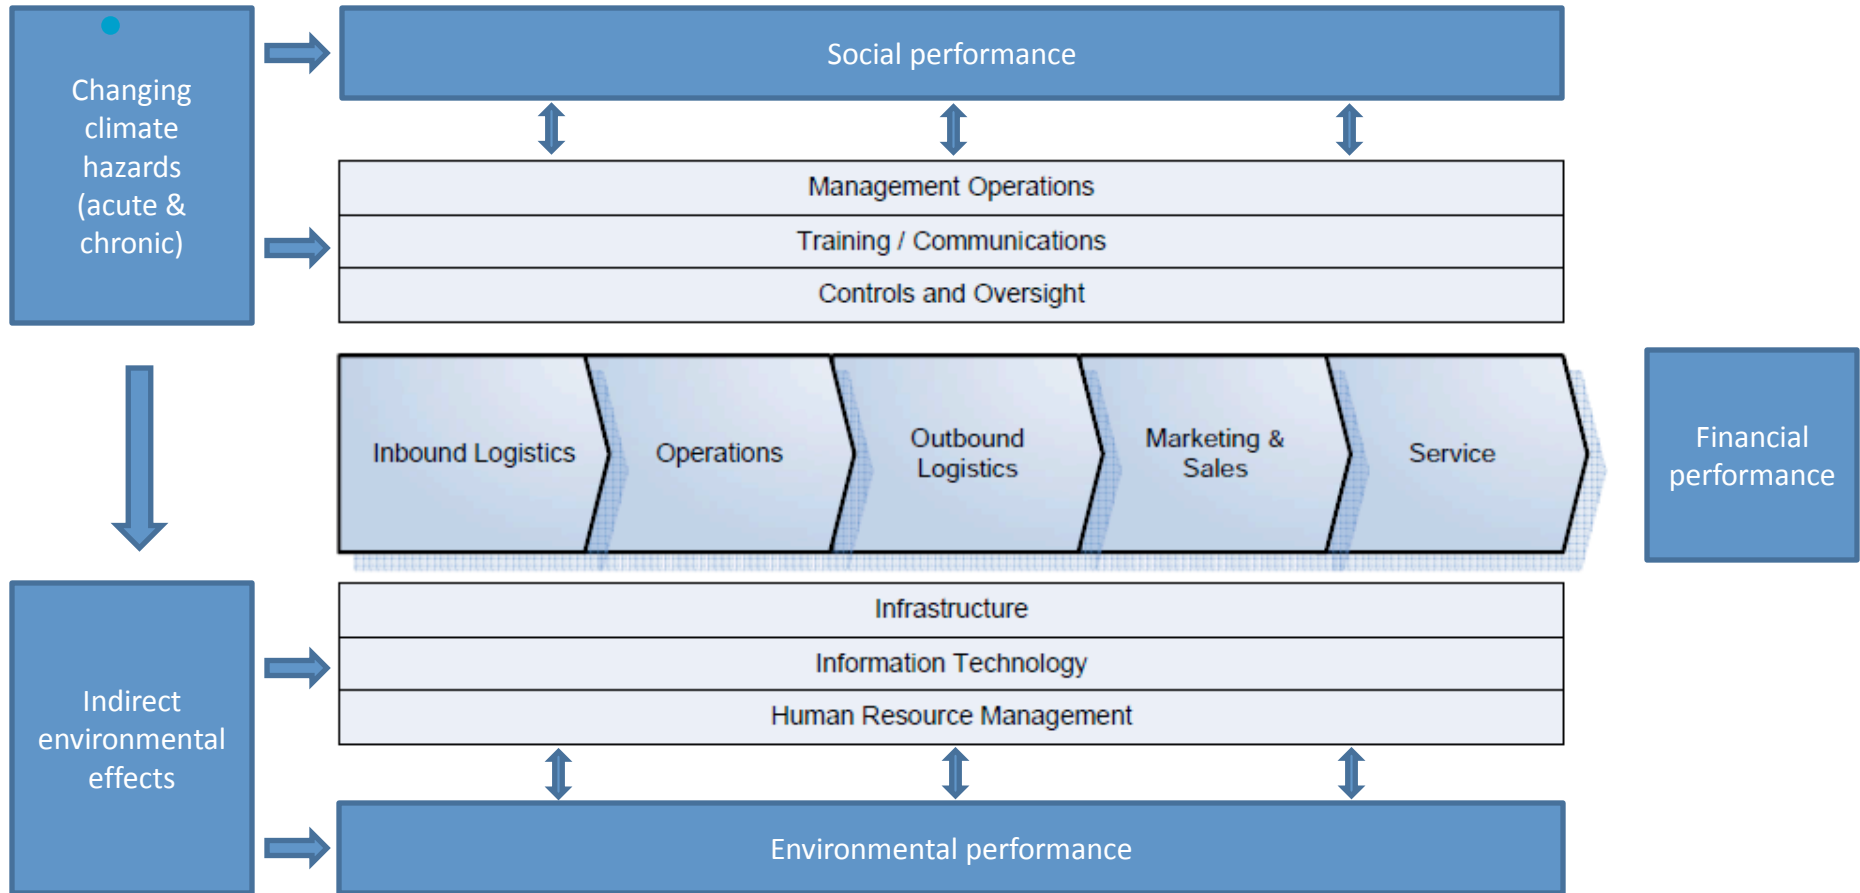 Changing
climate
hazards
(acute &
chronic)
Social performance
Management Operations
Training / Communications
Controls and Oversight
Inbound Logistics
Operations
Outbound
Logistics
Marketing &
Sales
Service
Financial
performance
Infrastructure
Information Technology
Human Resource Management
Indirect
environmental
effects
Environmental performance